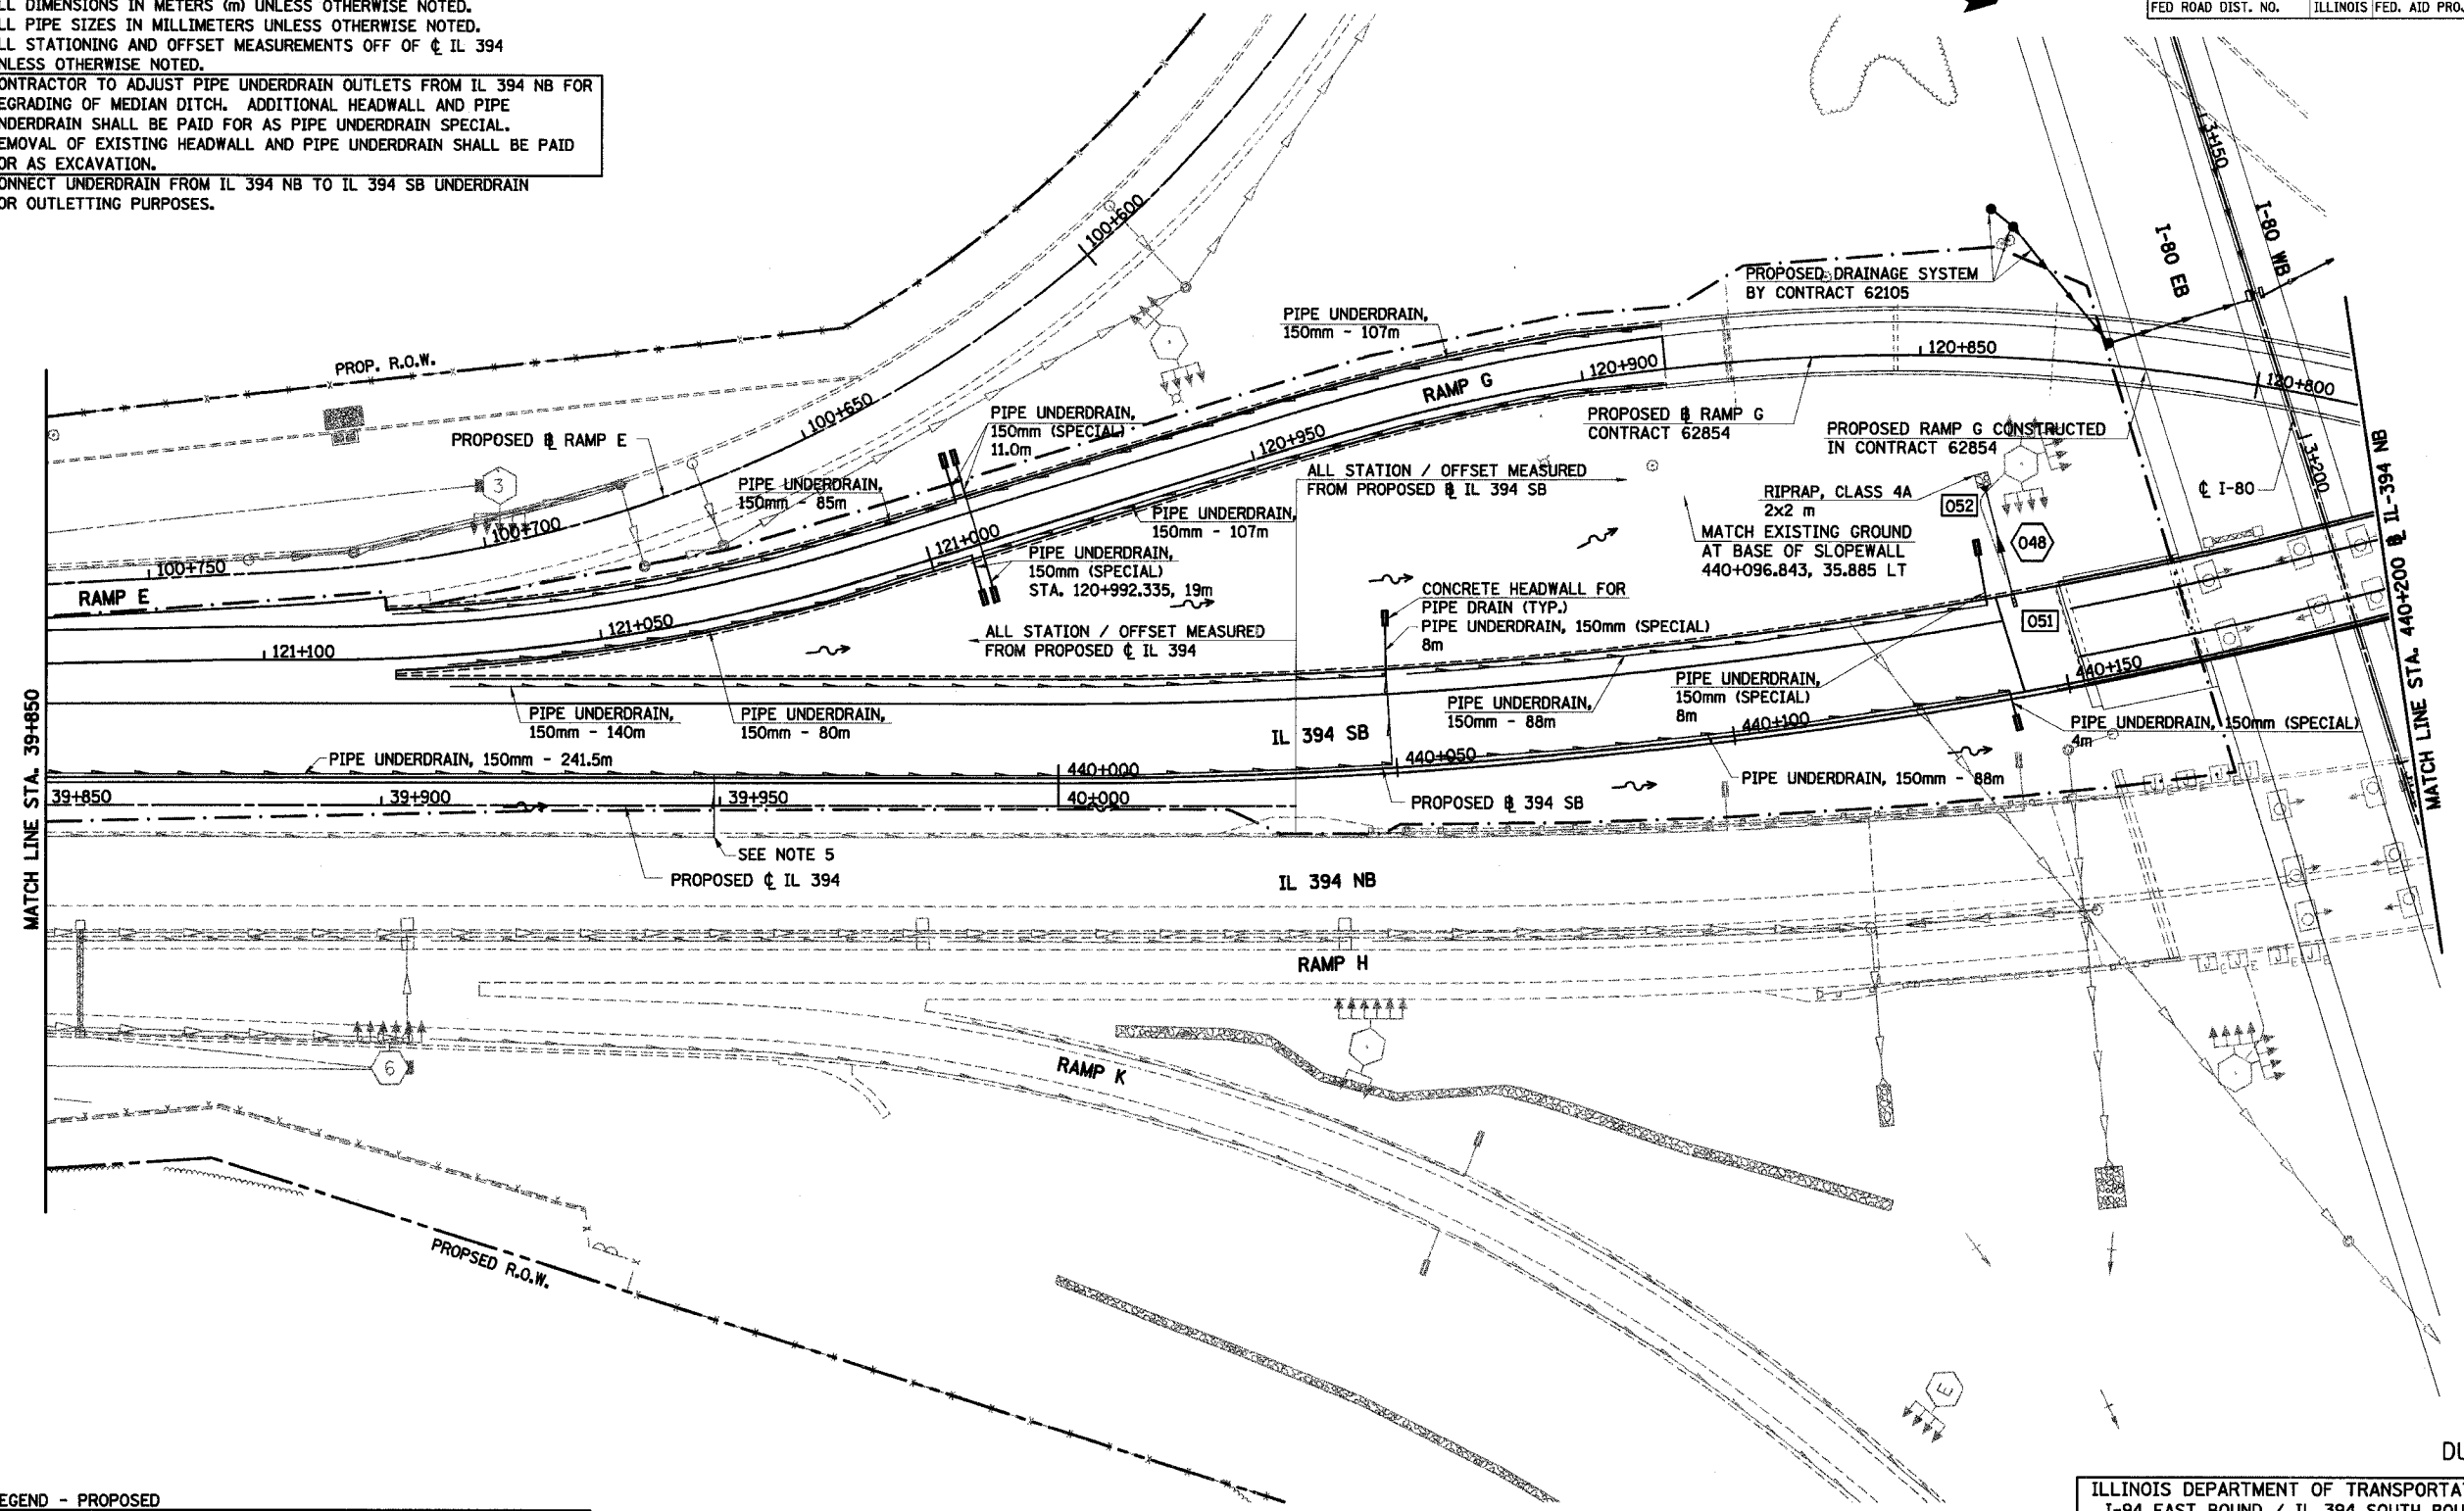 LL DIMENSIONS IN METERS (m) UNLESS OTHERWISE NOTED.
LL PIPE SIZES IN MILLIMETERS UNLESS OTHERWISE NOTED.
LL STATIONING AND OFFSET MEASUREMENTS OFF OF ℄ IL 394
NLESS OTHERWISE NOTED.
ONTRACTOR TO ADJUST PIPE UNDERDRAIN OUTLETS FROM IL 394 NB FOR
EGRADING OF MEDIAN DITCH. ADDITIONAL HEADWALL AND PIPE
NDERDRAIN SHALL BE PAID FOR AS PIPE UNDERDRAIN SPECIAL.
EMOVAL OF EXISTING HEADWALL AND PIPE UNDERDRAIN SHALL BE PAID
OR AS EXCAVATION.
ONNECT UNDERDRAIN FROM IL 394 NB TO IL 394 SB UNDERDRAIN
OR OUTLETTING PURPOSES.
FED ROAD DIST. NO.
ILLINOIS
FED. AID PROJ
3+150
I-80 WB
I-80 EB
100+600
PROPOSED DRAINAGE SYSTEM
BY CONTRACT 62105
PIPE UNDERDRAIN,
150mm - 107m
PROP. R.O.W.
120+850
120+900
120+800
RAMP G
100+650
PIPE UNDERDRAIN,
150mm (SPECIAL)
11.0m
PROPOSED ⅊ RAMP E
PROPOSED ⅊ RAMP G
CONTRACT 62854
PROPOSED RAMP G CONSTRUCTED
IN CONTRACT 62854
120+950
3+200
℄ I-80
3
PIPE UNDERDRAIN,
150mm - 85m
ALL STATION / OFFSET MEASURED
FROM PROPOSED ⅊ IL 394 SB
RIPRAP, CLASS 4A
2x2 m
052
048
PIPE UNDERDRAIN,
150mm - 107m
100+700
121+000
MATCH EXISTING GROUND
AT BASE OF SLOPEWALL
440+096.843, 35.885 LT
PIPE UNDERDRAIN,
150mm (SPECIAL)
STA. 120+992.335, 19m
100+750
RAMP E
CONCRETE HEADWALL FOR
PIPE DRAIN (TYP.)
PIPE UNDERDRAIN, 150mm (SPECIAL)
8m
051
121+050
121+100
ALL STATION / OFFSET MEASURED
FROM PROPOSED ℄ IL 394
440+150
PIPE UNDERDRAIN,
150mm (SPECIAL)
8m
PIPE UNDERDRAIN,
150mm - 88m
PIPE UNDERDRAIN,
150mm - 140m
PIPE UNDERDRAIN,
150mm - 80m
440+100
PIPE UNDERDRAIN, 150mm (SPECIAL)
4m
IL 394 SB
PIPE UNDERDRAIN, 150mm - 241.5m
440+000
440+050
PIPE UNDERDRAIN, 150mm - 88m
39+850
39+900
39+950
40+000
PROPOSED ⅊ 394 SB
MATCH LINE STA. 39+850
MATCH LINE STA. 440+200 ⅊ IL-394 NB
SEE NOTE 5
PROPOSED ℄ IL 394
IL 394 NB
RAMP H
RAMP K
6
PROPSED R.O.W.
E
DU
EGEND - PROPOSED
ILLINOIS DEPARTMENT OF TRANSPORTA
I-94 EAST BOUND / IL 394 SOUTH BOU